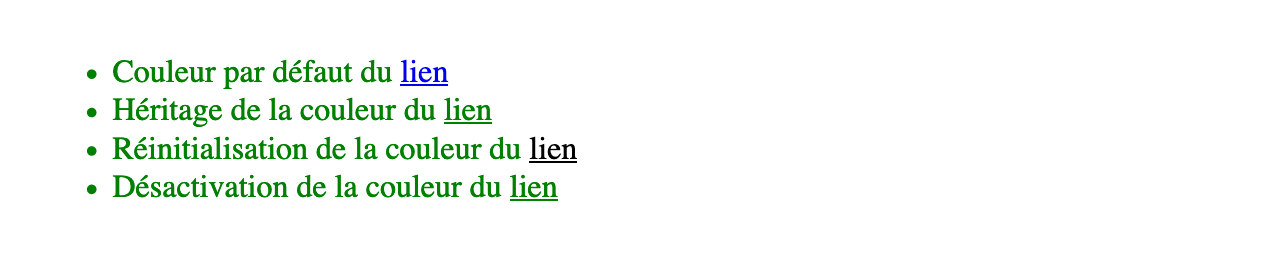 Couleur par défaut du lien
Héritage de la couleur du lien
Réinitialisation de la couleur du lien
Désactivation de la couleur du lien